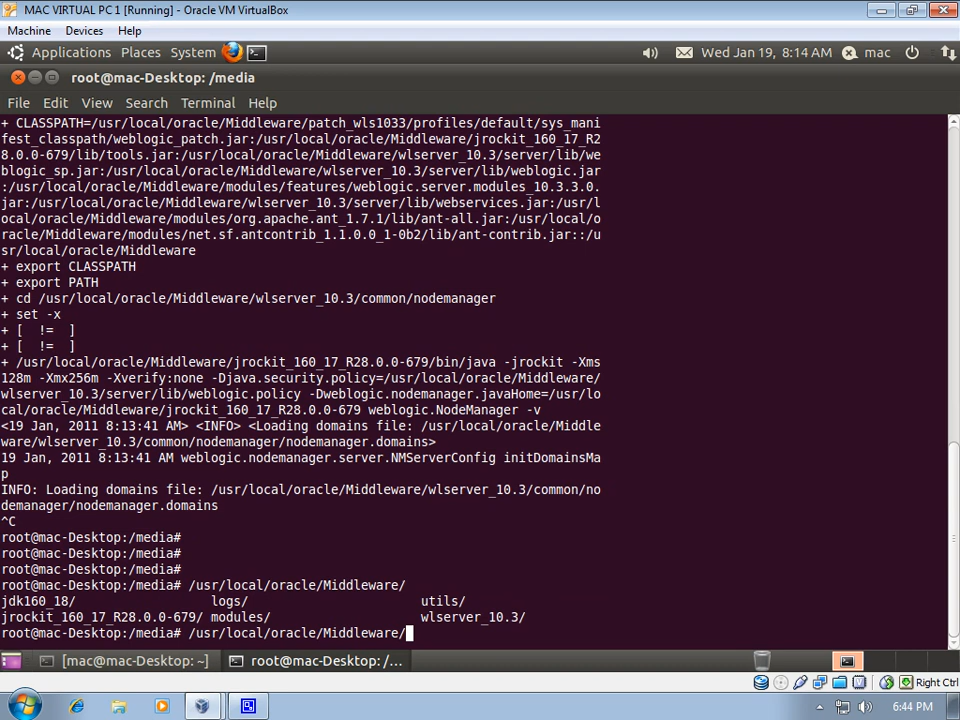 MAC VIRTUAL PC 1 [Running] - Oracle VM VirtualBox
Machine Devices Help
Applications Places System Wed Jan 19, 8:14 AM mac
root@mac-Desktop: /media
File Edit View Search Terminal Help
+ CLASSPATH=/usr/local/oracle/Middleware/patch_wls1033/profiles/default/sys_mani
fest_classpath/weblogic_patch.jar:/usr/local/oracle/Middleware/jrockit_160_17_R2
8.0.0-679/lib/tools.jar:/usr/local/oracle/Middleware/wlserver_10.3/server/lib/we
blogic_sp.jar:/usr/local/oracle/Middleware/wlserver_10.3/server/lib/weblogic.jar
:/usr/local/oracle/Middleware/modules/features/weblogic.server.modules_10.3.3.0.
jar:/usr/local/oracle/Middleware/wlserver_10.3/server/lib/webservices.jar:/usr/l
ocal/oracle/Middleware/modules/org.apache.ant_1.7.1/lib/ant-all.jar:/usr/local/o
racle/Middleware/modules/net.sf.antcontrib_1.1.0.0_1-0b2/lib/ant-contrib.jar::/u
sr/local/oracle/Middleware
+ export CLASSPATH
+ export PATH
+ cd /usr/local/oracle/Middleware/wlserver_10.3/common/nodemanager
+ set -x
+ [  !=  ]
+ [  !=  ]
+ /usr/local/oracle/Middleware/jrockit_160_17_R28.0.0-679/bin/java -jrockit -Xms
128m -Xmx256m -Xverify:none -Djava.security.policy=/usr/local/oracle/Middleware/
wlserver_10.3/server/lib/weblogic.policy -Dweblogic.nodemanager.javaHome=/usr/lo
cal/oracle/Middleware/jrockit_160_17_R28.0.0-679 weblogic.NodeManager -v
<19 Jan, 2011 8:13:41 AM> <INFO> <Loading domains file: /usr/local/oracle/Middle
ware/wlserver_10.3/common/nodemanager/nodemanager.domains>
19 Jan, 2011 8:13:41 AM weblogic.nodemanager.server.NMServerConfig initDomainsMa
p
INFO: Loading domains file: /usr/local/oracle/Middleware/wlserver_10.3/common/no
demanager/nodemanager.domains
^C
root@mac-Desktop:/media#
root@mac-Desktop:/media#
root@mac-Desktop:/media#
root@mac-Desktop:/media# /usr/local/oracle/Middleware/
jdk160_18/ logs/ utils/
jrockit_160_17_R28.0.0-679/ modules/ wlserver_10.3/
root@mac-Desktop:/media# /usr/local/oracle/Middleware/
[mac@mac-Desktop: ~] root@mac-Desktop: /...
Right Ctrl
6:44 PM